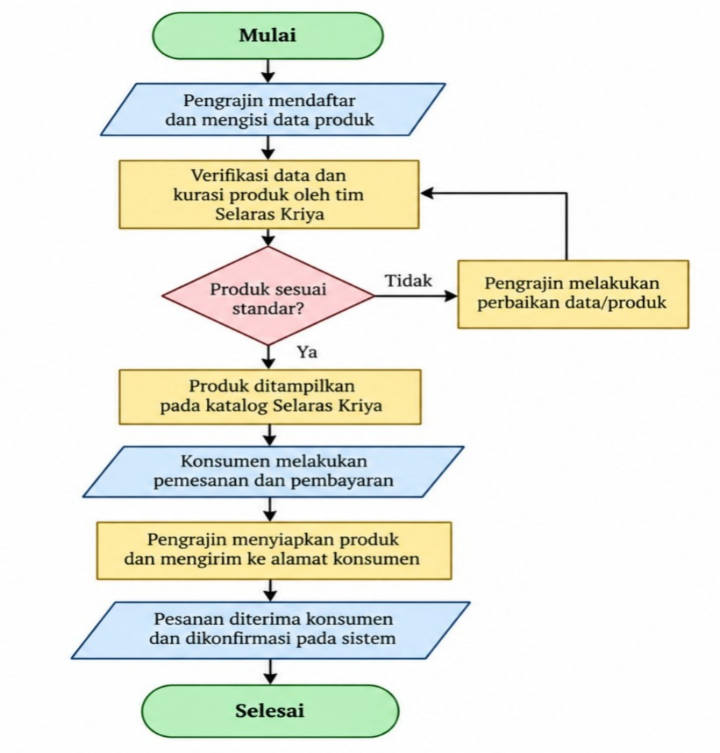 Mulai
Pengrajin mendaftar
dan mengisi data produk
Verifikasi data dan
kurasi produk oleh tim
Selaras Kriya
Produk sesuai
standar?
Tidak
Pengrajin melakukan
perbaikan data/produk
Ya
Produk ditampilkan
pada katalog Selaras Kriya
Konsumen melakukan
pemesanan dan pembayaran
Pengrajin menyiapkan produk
dan mengirim ke alamat konsumen
Pesanan diterima konsumen
dan dikonfirmasi pada sistem
Selesai